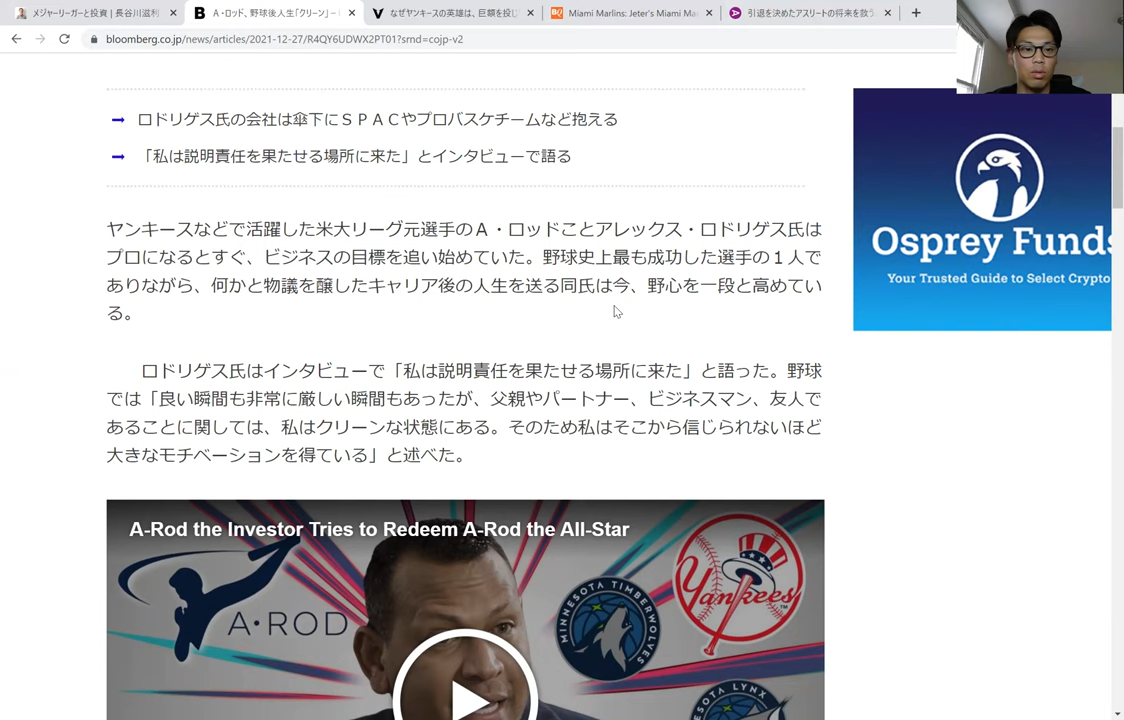 メジャーリーガーと投資 | 長谷川滋利
A・ロッド、野球後人生「クリーン」 –
なぜヤンキースの英雄は、巨額を投じ
Miami Marlins: Jeter's Miami Ma
引退を決めたアスリートの将来を救う
bloomberg.co.jp/news/articles/2021-12-27/R4QY6UDWX2PT01?srnd=cojp-v2
ロドリゲス氏の会社は傘下にＳＰＡＣやプロバスケチームなど抱える
「私は説明責任を果たせる場所に来た」とインタビューで語る
ヤンキースなどで活躍した米大リーグ元選手のＡ・ロッドことアレックス・ロドリゲス氏は
プロになるとすぐ、ビジネスの目標を追い始めていた。野球史上最も成功した選手の１人で
ありながら、何かと物議を醸したキャリア後の人生を送る同氏は今、野心を一段と高めてい
る。
ロドリゲス氏はインタビューで「私は説明責任を果たせる場所に来た」と語った。野球
では「良い瞬間も非常に厳しい瞬間もあったが、父親やパートナー、ビジネスマン、友人で
あることに関しては、私はクリーンな状態にある。そのため私はそこから信じられないほど
大きなモチベーションを得ている」と述べた。
A-Rod the Investor Tries to Redeem A-Rod the All-Star
A·ROD
MINNESOTA TIMBERWOLVES
Yankees
MINNESOTA LYNX
Osprey Funds
Your Trusted Guide to Select Crypto